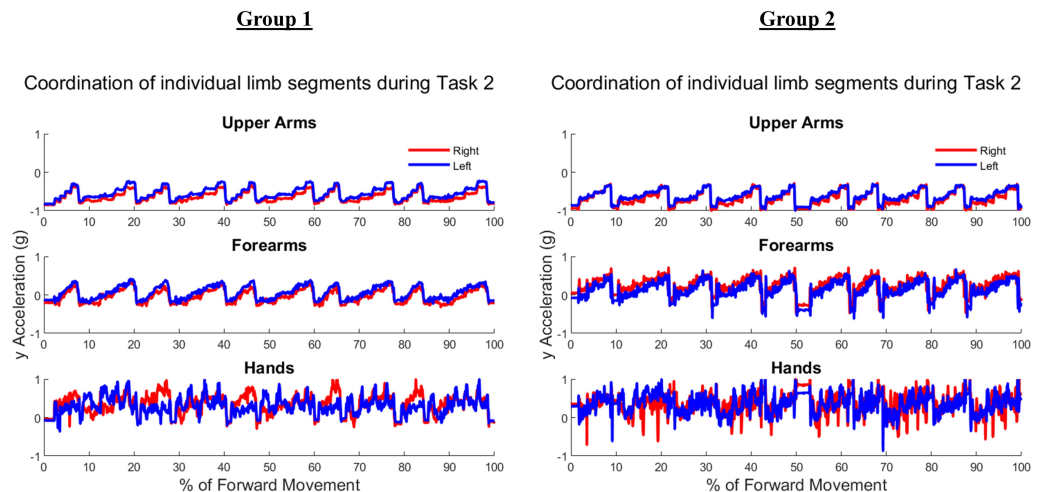 Group 1
Group 2
Coordination of individual limb segments during Task 2
Coordination of individual limb segments during Task 2
Upper Arms
1
0
-1
Right
Left
0 10 20 30 40 50 60 70 80 90 100
Forearms
1
0
-1
0 10 20 30 40 50 60 70 80 90 100
Hands
1
0
-1
0 10 20 30 40 50 60 70 80 90 100
y Acceleration (g)
% of Forward Movement
Upper Arms
1
0
-1
Right
Left
0 10 20 30 40 50 60 70 80 90 100
Forearms
1
0
-1
0 10 20 30 40 50 60 70 80 90 100
Hands
1
0
-1
0 10 20 30 40 50 60 70 80 90 100
y Acceleration (g)
% of Forward Movement